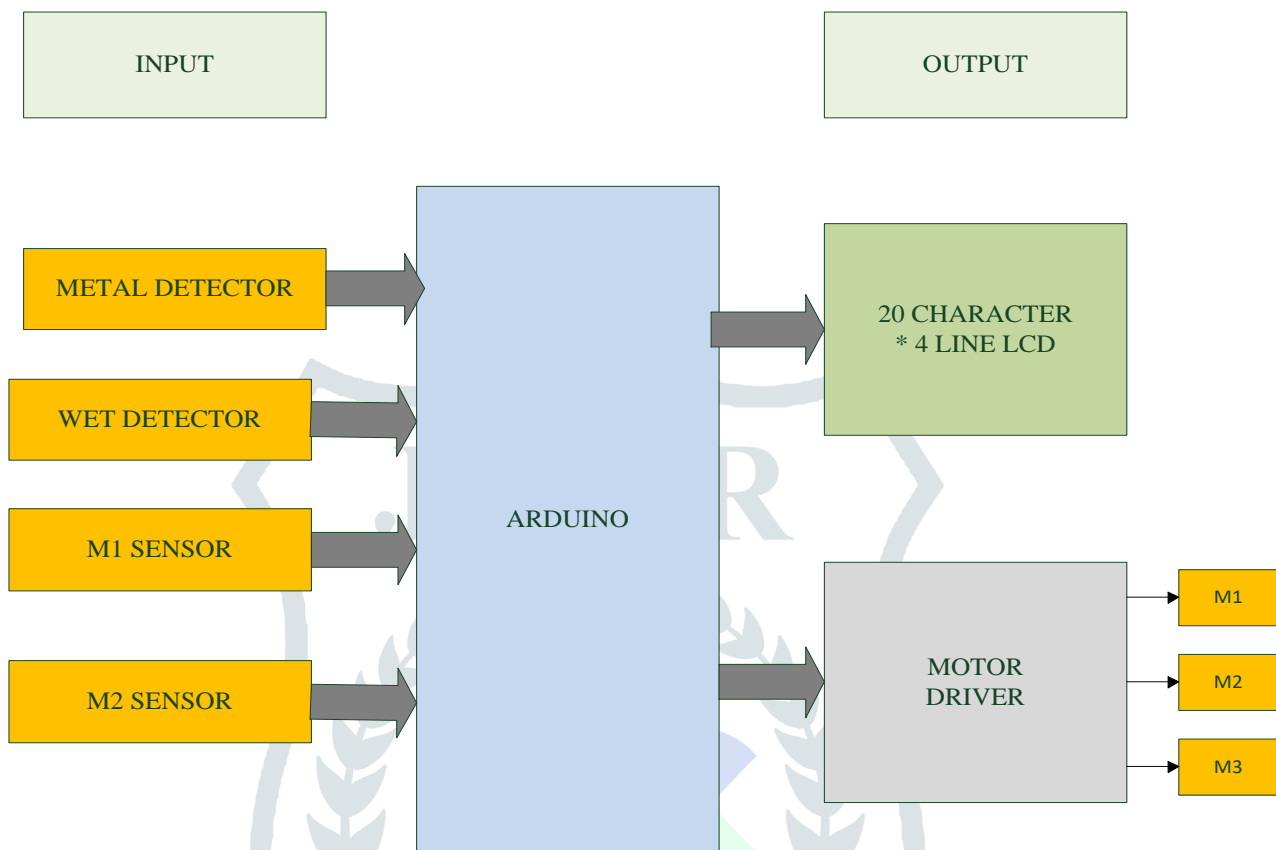 INPUT
OUTPUT
METAL DETECTOR
WET DETECTOR
M1 SENSOR
M2 SENSOR
ARDUINO
20 CHARACTER
* 4 LINE LCD
MOTOR
DRIVER
M1
M2
M3